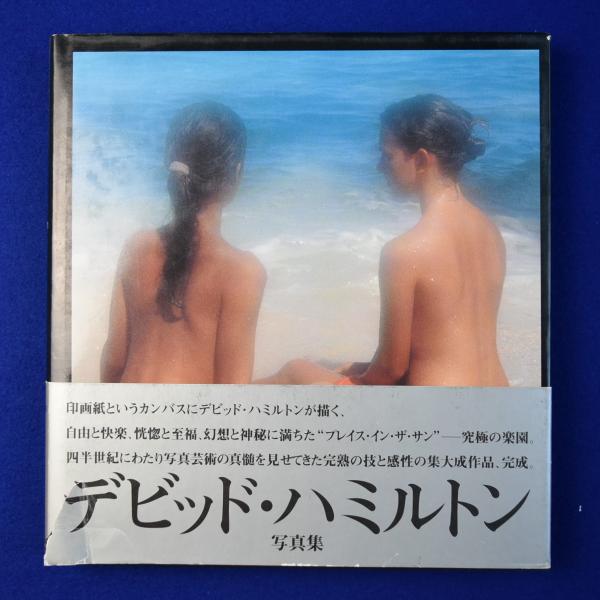 印画紙というカンバスにデビッド・ハミルトンが描く、
自由と快楽、恍惚と至福、幻想と神秘に満ちた“プレイス・イン・ザ・サン”――究極の楽園。
四半世紀にわたり写真芸術の真髄を見せてきた完熟の技と感性の集大成作品、完成。
デビッド・ハミルトン
写真集